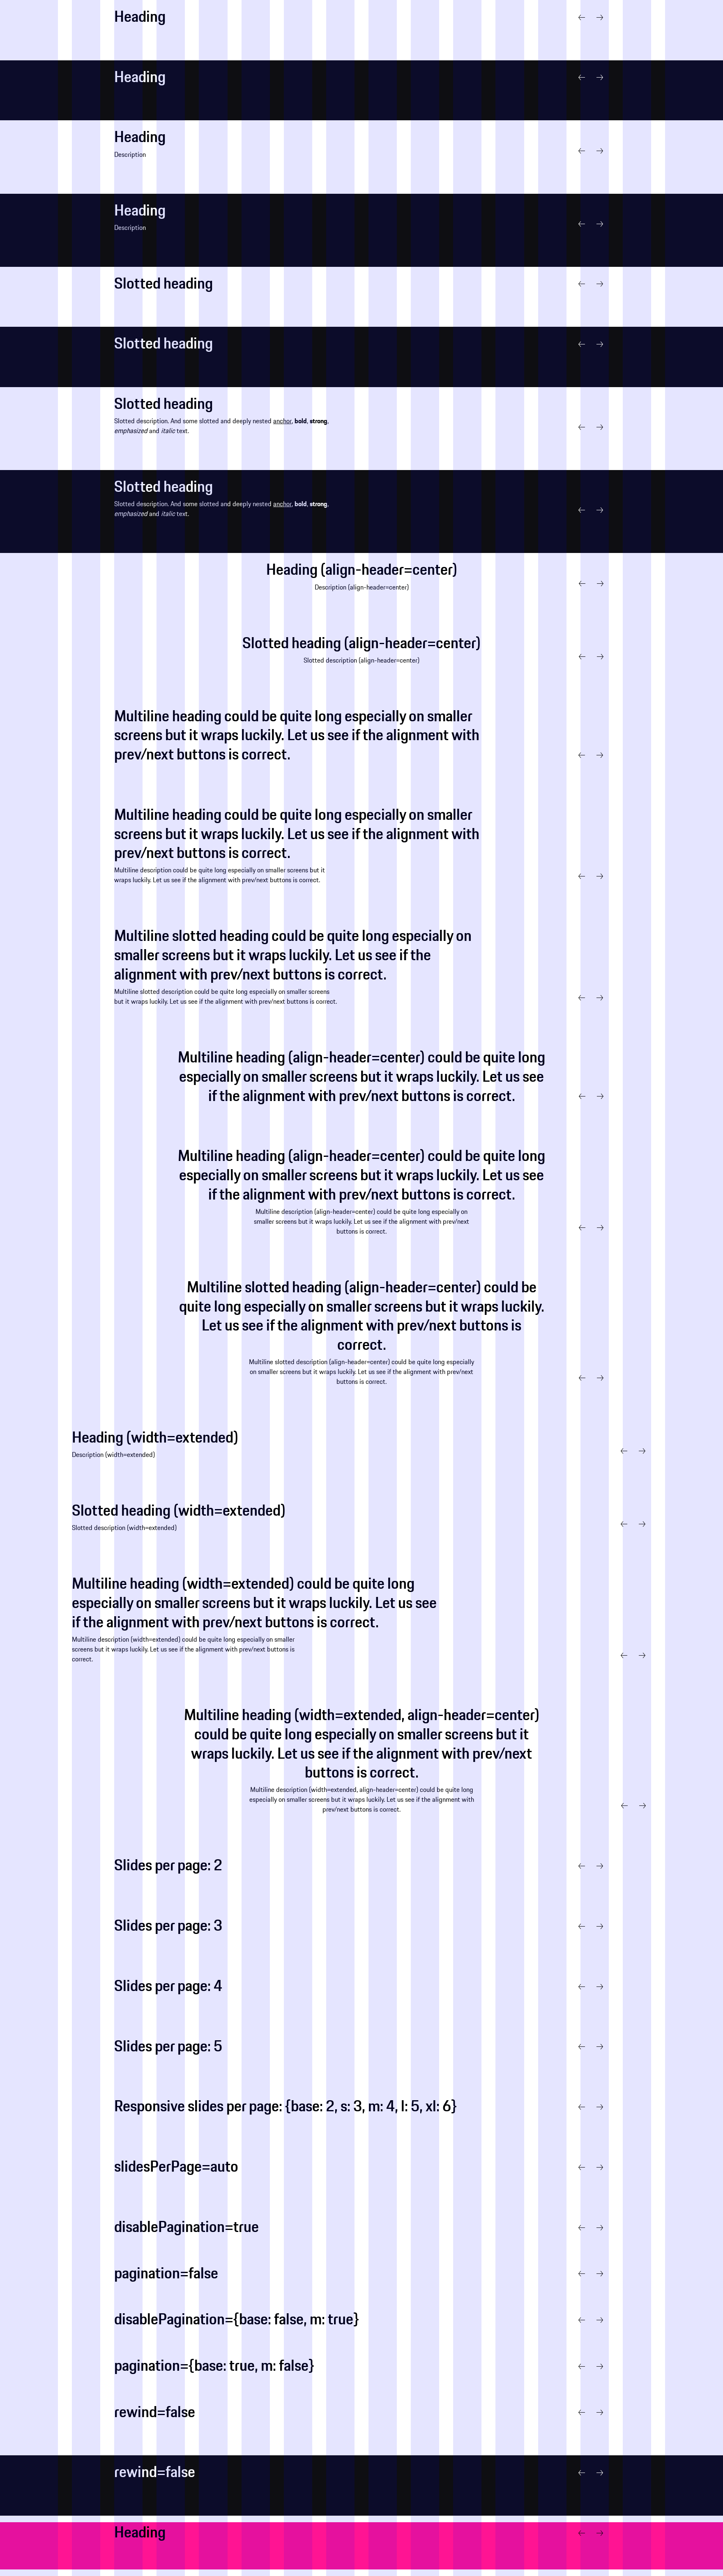 Heading
Heading
Heading
Description
Heading
Description
Slotted heading
Slotted heading
Slotted heading
Slotted description. And some slotted and deeply nested anchor, bold, strong,
emphasized and italic text.
Slotted heading
Slotted description. And some slotted and deeply nested anchor, bold, strong,
emphasized and italic text.
Heading (align-header=center)
Description (align-header=center)
Slotted heading (align-header=center)
Slotted description (align-header=center)
Multiline heading could be quite long especially on smaller
screens but it wraps luckily. Let us see if the alignment with
prev/next buttons is correct.
Multiline heading could be quite long especially on smaller
screens but it wraps luckily. Let us see if the alignment with
prev/next buttons is correct.
Multiline description could be quite long especially on smaller screens but it
wraps luckily. Let us see if the alignment with prev/next buttons is correct.
Multiline slotted heading could be quite long especially on
smaller screens but it wraps luckily. Let us see if the
alignment with prev/next buttons is correct.
Multiline slotted description could be quite long especially on smaller screens
but it wraps luckily. Let us see if the alignment with prev/next buttons is correct.
Multiline heading (align-header=center) could be quite long
especially on smaller screens but it wraps luckily. Let us see
if the alignment with prev/next buttons is correct.
Multiline heading (align-header=center) could be quite long
especially on smaller screens but it wraps luckily. Let us see
if the alignment with prev/next buttons is correct.
Multiline description (align-header=center) could be quite long especially on
smaller screens but it wraps luckily. Let us see if the alignment with prev/next
buttons is correct.
Multiline slotted heading (align-header=center) could be
quite long especially on smaller screens but it wraps luckily.
Let us see if the alignment with prev/next buttons is
correct.
Multiline slotted description (align-header=center) could be quite long especially
on smaller screens but it wraps luckily. Let us see if the alignment with prev/next
buttons is correct.
Heading (width=extended)
Description (width=extended)
Slotted heading (width=extended)
Slotted description (width=extended)
Multiline heading (width=extended) could be quite long
especially on smaller screens but it wraps luckily. Let us see
if the alignment with prev/next buttons is correct.
Multiline description (width=extended) could be quite long especially on smaller
screens but it wraps luckily. Let us see if the alignment with prev/next buttons is
correct.
Multiline heading (width=extended, align-header=center)
could be quite long especially on smaller screens but it
wraps luckily. Let us see if the alignment with prev/next
buttons is correct.
Multiline description (width=extended, align-header=center) could be quite long
especially on smaller screens but it wraps luckily. Let us see if the alignment with
prev/next buttons is correct.
Slides per page: 2
Slides per page: 3
Slides per page: 4
Slides per page: 5
Responsive slides per page: {base: 2, s: 3, m: 4, l: 5, xl: 6}
slidesPerPage=auto
disablePagination=true
pagination=false
disablePagination={base: false, m: true}
pagination={base: true, m: false}
rewind=false
rewind=false
Heading